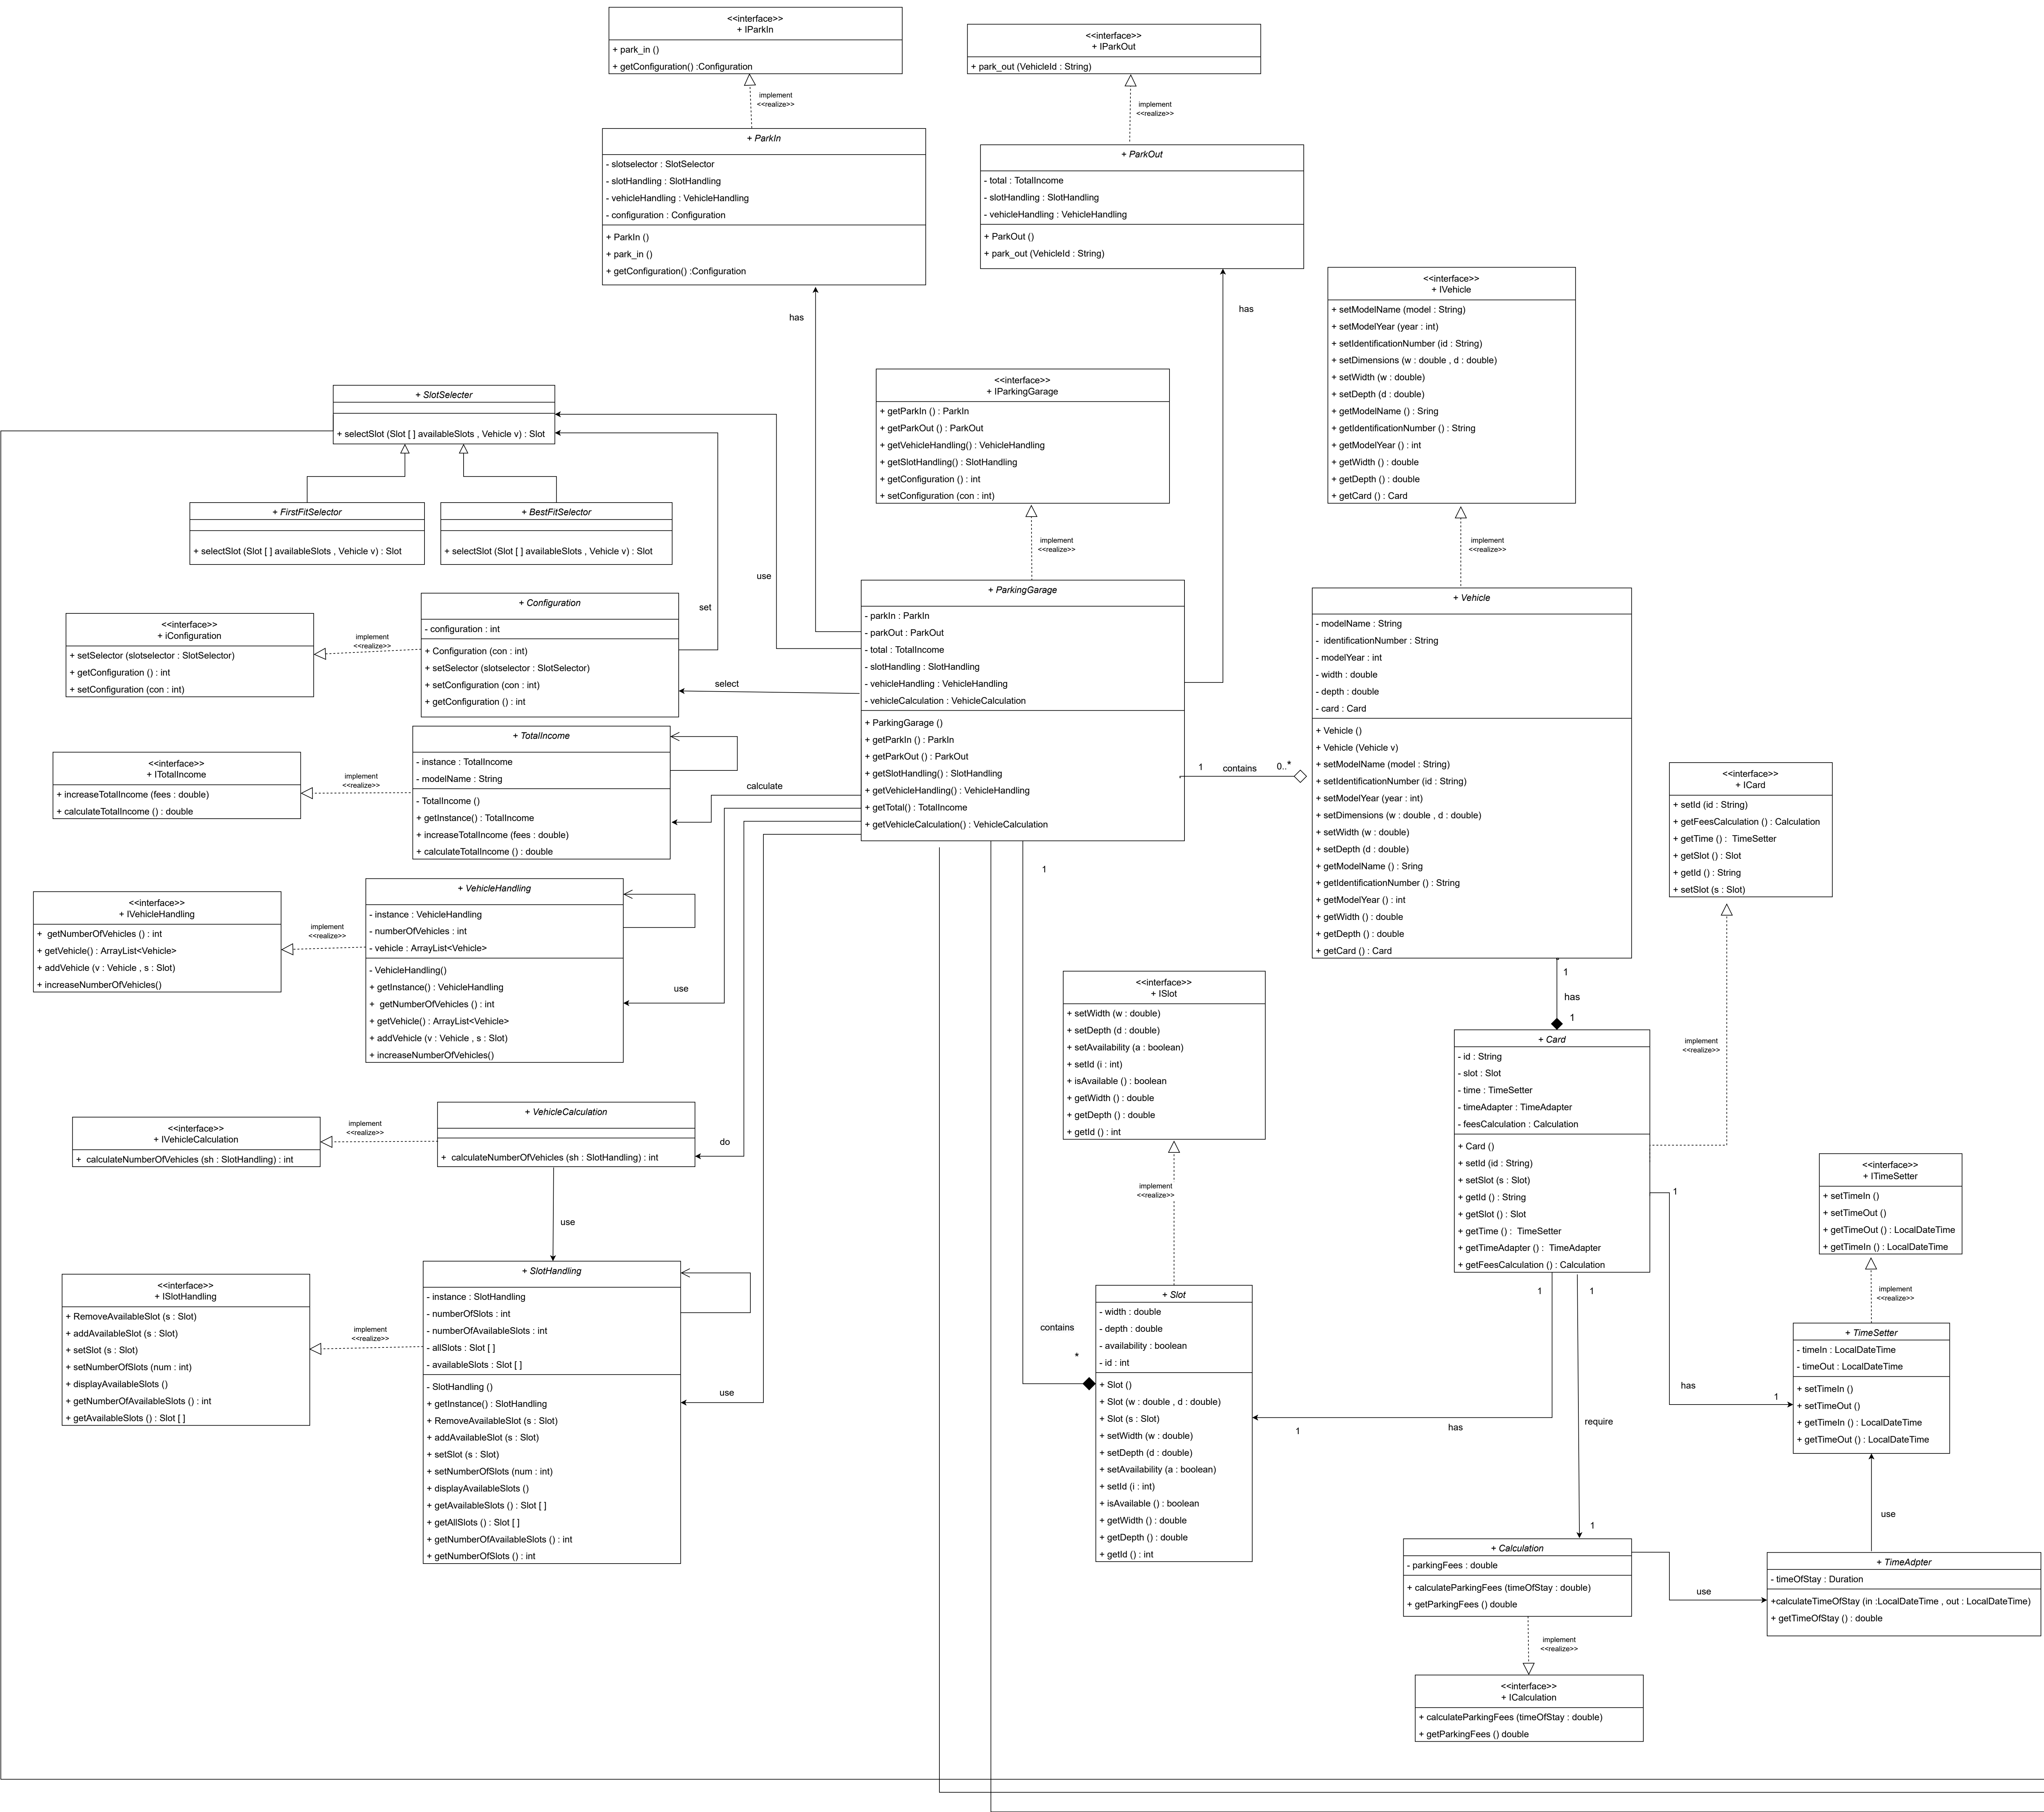 <<interface>>
+ IParkIn
+ park_in ()
+ getConfiguration() :Configuration
<<interface>>
+ IParkOut
+ park_out (VehicleId : String)
implement
<<realize>>
implement
<<realize>>
+ ParkIn
- slotselector : SlotSelector
- slotHandling : SlotHandling
- vehicleHandling : VehicleHandling
- configuration : Configuration
+ ParkIn ()
+ park_in ()
+ getConfiguration() :Configuration
+ ParkOut
- total : TotalIncome
- slotHandling : SlotHandling
- vehicleHandling : VehicleHandling
+ ParkOut ()
+ park_out (VehicleId : String)
has
has
<<interface>>
+ IVehicle
+ setModelName (model : String)
+ setModelYear (year : int)
+ setIdentificationNumber (id : String)
+ setDimensions (w : double , d : double)
+ setWidth (w : double)
+ setDepth (d : double)
+ getModelName () : Sring
+ getIdentificationNumber () : String
+ getModelYear () : int
+ getWidth () : double
+ getDepth () : double
+ getCard () : Card
<<interface>>
+ IParkingGarage
+ getParkIn () : ParkIn
+ getParkOut () : ParkOut
+ getVehicleHandling() : VehicleHandling
+ getSlotHandling() : SlotHandling
+ getConfiguration () : int
+ setConfiguration (con : int)
+ SlotSelecter
+ selectSlot (Slot [ ] availableSlots , Vehicle v) : Slot
+ FirstFitSelector
+ selectSlot (Slot [ ] availableSlots , Vehicle v) : Slot
+ BestFitSelector
+ selectSlot (Slot [ ] availableSlots , Vehicle v) : Slot
implement
<<realize>>
implement
<<realize>>
use
set
+ Configuration
- configuration : int
+ Configuration (con : int)
+ setSelector (slotselector : SlotSelector)
+ setConfiguration (con : int)
+ getConfiguration () : int
<<interface>>
+ iConfiguration
+ setSelector (slotselector : SlotSelector)
+ getConfiguration () : int
+ setConfiguration (con : int)
implement
<<realize>>
select
+ ParkingGarage
- parkIn : ParkIn
- parkOut : ParkOut
- total : TotalIncome
- slotHandling : SlotHandling
- vehicleHandling : VehicleHandling
- vehicleCalculation : VehicleCalculation
+ ParkingGarage ()
+ getParkIn () : ParkIn
+ getParkOut () : ParkOut
+ getSlotHandling() : SlotHandling
+ getVehicleHandling() : VehicleHandling
+ getTotal() : TotalIncome
+ getVehicleCalculation() : VehicleCalculation
+ Vehicle
- modelName : String
- identificationNumber : String
- modelYear : int
- width : double
- depth : double
- card : Card
+ Vehicle ()
+ Vehicle (Vehicle v)
+ setModelName (model : String)
+ setIdentificationNumber (id : String)
+ setModelYear (year : int)
+ setDimensions (w : double , d : double)
+ setWidth (w : double)
+ setDepth (d : double)
+ getModelName () : Sring
+ getIdentificationNumber () : String
+ getModelYear () : int
+ getWidth () : double
+ getDepth () : double
+ getCard () : Card
1
contains
0..*
+ TotalIncome
- instance : TotalIncome
- modelName : String
- TotalIncome ()
+ getInstance() : TotalIncome
+ increaseTotalIncome (fees : double)
+ calculateTotalIncome () : double
<<interface>>
+ ITotalIncome
+ increaseTotalIncome (fees : double)
+ calculateTotalIncome () : double
implement
<<realize>>
calculate
<<interface>>
+ ICard
+ setId (id : String)
+ getFeesCalculation () : Calculation
+ getTime () : TimeSetter
+ getSlot () : Slot
+ getId () : String
+ setSlot (s : Slot)
+ VehicleHandling
- instance : VehicleHandling
- numberOfVehicles : int
- vehicle : ArrayList<Vehicle>
- VehicleHandling()
+ getInstance() : VehicleHandling
+ getNumberOfVehicles () : int
+ getVehicle() : ArrayList<Vehicle>
+ addVehicle (v : Vehicle , s : Slot)
+ increaseNumberOfVehicles()
<<interface>>
+ IVehicleHandling
+ getNumberOfVehicles () : int
+ getVehicle() : ArrayList<Vehicle>
+ addVehicle (v : Vehicle , s : Slot)
+ increaseNumberOfVehicles()
implement
<<realize>>
use
1
<<interface>>
+ ISlot
+ setWidth (w : double)
+ setDepth (d : double)
+ setAvailability (a : boolean)
+ setId (i : int)
+ isAvailable () : boolean
+ getWidth () : double
+ getDepth () : double
+ getId () : int
1
has
1
+ Card
- id : String
- slot : Slot
- time : TimeSetter
- timeAdapter : TimeAdapter
- feesCalculation : Calculation
+ Card ()
+ setId (id : String)
+ setSlot (s : Slot)
+ getId () : String
+ getSlot () : Slot
+ getTime () : TimeSetter
+ getTimeAdapter () : TimeAdapter
+ getFeesCalculation () : Calculation
implement
<<realize>>
+ VehicleCalculation
+ calculateNumberOfVehicles (sh : SlotHandling) : int
<<interface>>
+ IVehicleCalculation
+ calculateNumberOfVehicles (sh : SlotHandling) : int
implement
<<realize>>
do
use
implement
<<realize>>
<<interface>>
+ ITimeSetter
+ setTimeIn ()
+ setTimeOut ()
+ getTimeOut () : LocalDateTime
+ getTimeIn () : LocalDateTime
1
+ SlotHandling
- instance : SlotHandling
- numberOfSlots : int
- numberOfAvailableSlots : int
- allSlots : Slot [ ]
- availableSlots : Slot [ ]
- SlotHandling ()
+ getInstance() : SlotHandling
+ RemoveAvailableSlot (s : Slot)
+ addAvailableSlot (s : Slot)
+ setSlot (s : Slot)
+ setNumberOfSlots (num : int)
+ displayAvailableSlots ()
+ getAvailableSlots () : Slot [ ]
+ getAllSlots () : Slot [ ]
+ getNumberOfAvailableSlots () : int
+ getNumberOfSlots () : int
<<interface>>
+ ISlotHandling
+ RemoveAvailableSlot (s : Slot)
+ addAvailableSlot (s : Slot)
+ setSlot (s : Slot)
+ setNumberOfSlots (num : int)
+ displayAvailableSlots ()
+ getNumberOfAvailableSlots () : int
+ getAvailableSlots () : Slot [ ]
implement
<<realize>>
use
contains
*
+ Slot
- width : double
- depth : double
- availability : boolean
- id : int
+ Slot ()
+ Slot (w : double , d : double)
+ Slot (s : Slot)
+ setWidth (w : double)
+ setDepth (d : double)
+ setAvailability (a : boolean)
+ setId (i : int)
+ isAvailable () : boolean
+ getWidth () : double
+ getDepth () : double
+ getId () : int
1
1
implement
<<realize>>
+ TimeSetter
- timeIn : LocalDateTime
- timeOut : LocalDateTime
+ setTimeIn ()
+ setTimeOut ()
+ getTimeIn () : LocalDateTime
+ getTimeOut () : LocalDateTime
has
1
has
1
require
1
use
+ Calculation
- parkingFees : double
+ calculateParkingFees (timeOfStay : double)
+ getParkingFees () double
use
+ TimeAdpter
- timeOfStay : Duration
+calculateTimeOfStay (in :LocalDateTime , out : LocalDateTime)
+ getTimeOfStay () : double
implement
<<realize>>
<<interface>>
+ ICalculation
+ calculateParkingFees (timeOfStay : double)
+ getParkingFees () double